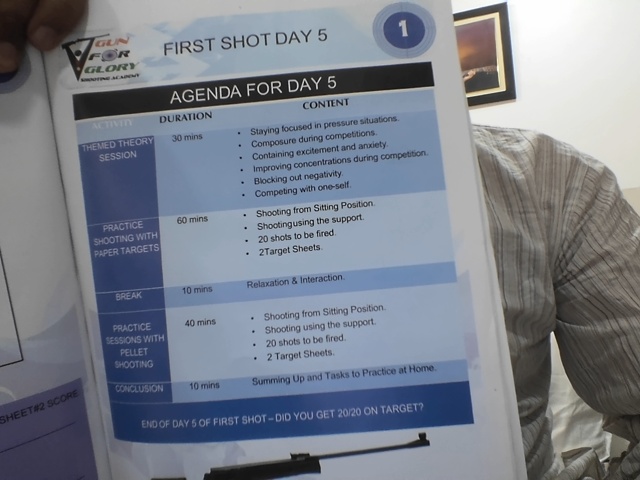 GUN
FOR
GLORY
SHOOTING ACADEMY
FIRST SHOT DAY 5
1
AGENDA FOR DAY 5
ACTIVITY DURATION CONTENT
THEMED THEORY
SESSION
30 mins
• Staying focused in pressure situations.
• Composure during competitions.
• Containing excitement and anxiety.
• Improving concentrations during competition.
• Blocking out negativity.
• Competing with one-self.
PRACTICE
SHOOTING WITH
PAPER TARGETS
60 mins
• Shooting from Sitting Position.
• Shootingusing the support.
• 20 shots to be fired.
• 2Target Sheets.
BREAK 10 mins Relaxation & Interaction.
PRACTICE
SESSIONS WITH
PELLET
SHOOTING
40 mins
• Shooting from Sitting Position.
• Shooting using the support.
• 20 shots to be fired.
• 2 Target Sheets.
CONCLUSION 10 mins Summing Up and Tasks to Practice at Home.
END OF DAY 5 OF FIRST SHOT – DID YOU GET 20/20 ON TARGET?
SHEET#2 SCORE